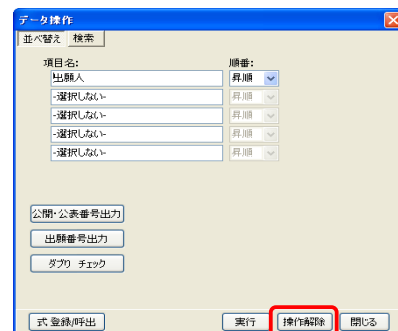 データ操作
並べ替え 検索
項目名: 順番:
出願人 昇順
-選択しない- 昇順
-選択しない- 昇順
-選択しない- 昇順
-選択しない- 昇順
公開・公表番号出力
出願番号出力
ダブり チェック
式 登録/呼出 実行 操作解除 閉じる